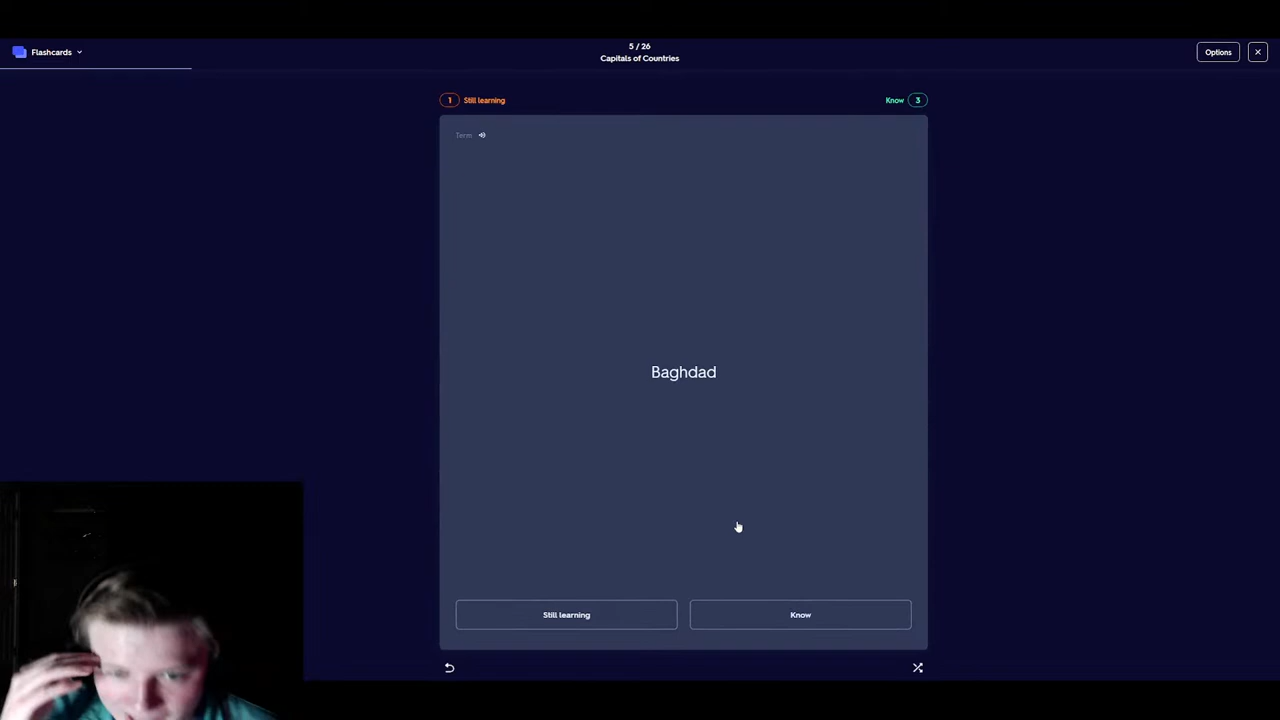 Flashcards
5 / 26
Capitals of Countries
Options
1 Still learning
Know 3
Term
Baghdad
Still learning
Know